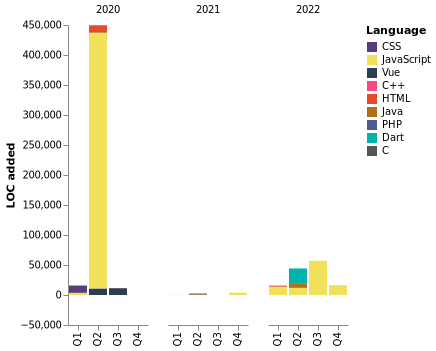 2020 2021 2022
LOC added
450,000
400,000
350,000
300,000
250,000
200,000
150,000
100,000
50,000
0
−50,000
Q1 Q2 Q3 Q4 Q1 Q2 Q3 Q4 Q1 Q2 Q3 Q4
Language
CSS
JavaScript
Vue
C++
HTML
Java
PHP
Dart
C